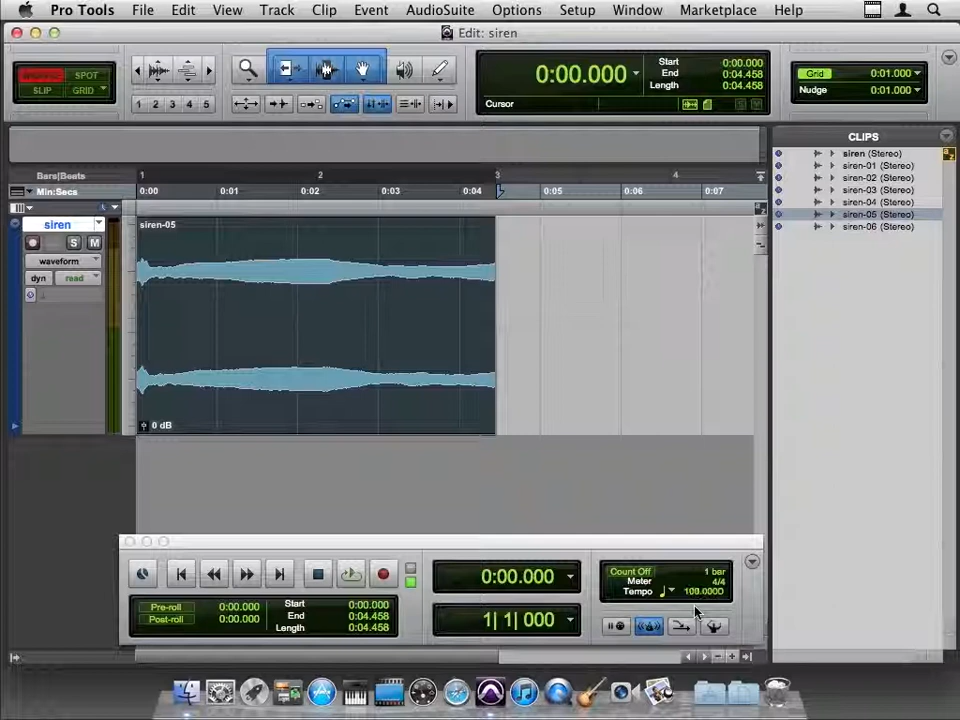 Pro Tools File Edit View Track Clip Event AudioSuite Options Setup Window Marketplace Help
Edit: siren
SHUFFLE SPOT
SLIP GRID
1 2 3 4 5
0:00.000
Start 0:00.000
End 0:04.458
Length 0:04.458
Cursor
Grid 0:01.000
Nudge 0:01.000
CLIPS
siren (Stereo)
siren-01 (Stereo)
siren-02 (Stereo)
siren-03 (Stereo)
siren-04 (Stereo)
siren-05 (Stereo)
siren-06 (Stereo)
Bars|Beats 1 2 3 4
Min:Secs 0:00 0:01 0:02 0:03 0:04 0:05 0:06 0:07
siren
S M
waveform
dyn read
siren-05
0 dB
0:00.000
1| 1| 000
Pre-roll 0:00.000
Post-roll 0:00.000
Start 0:00.000
End 0:04.458
Length 0:04.458
Count Off 1 bar
Meter 4/4
Tempo 100.0000